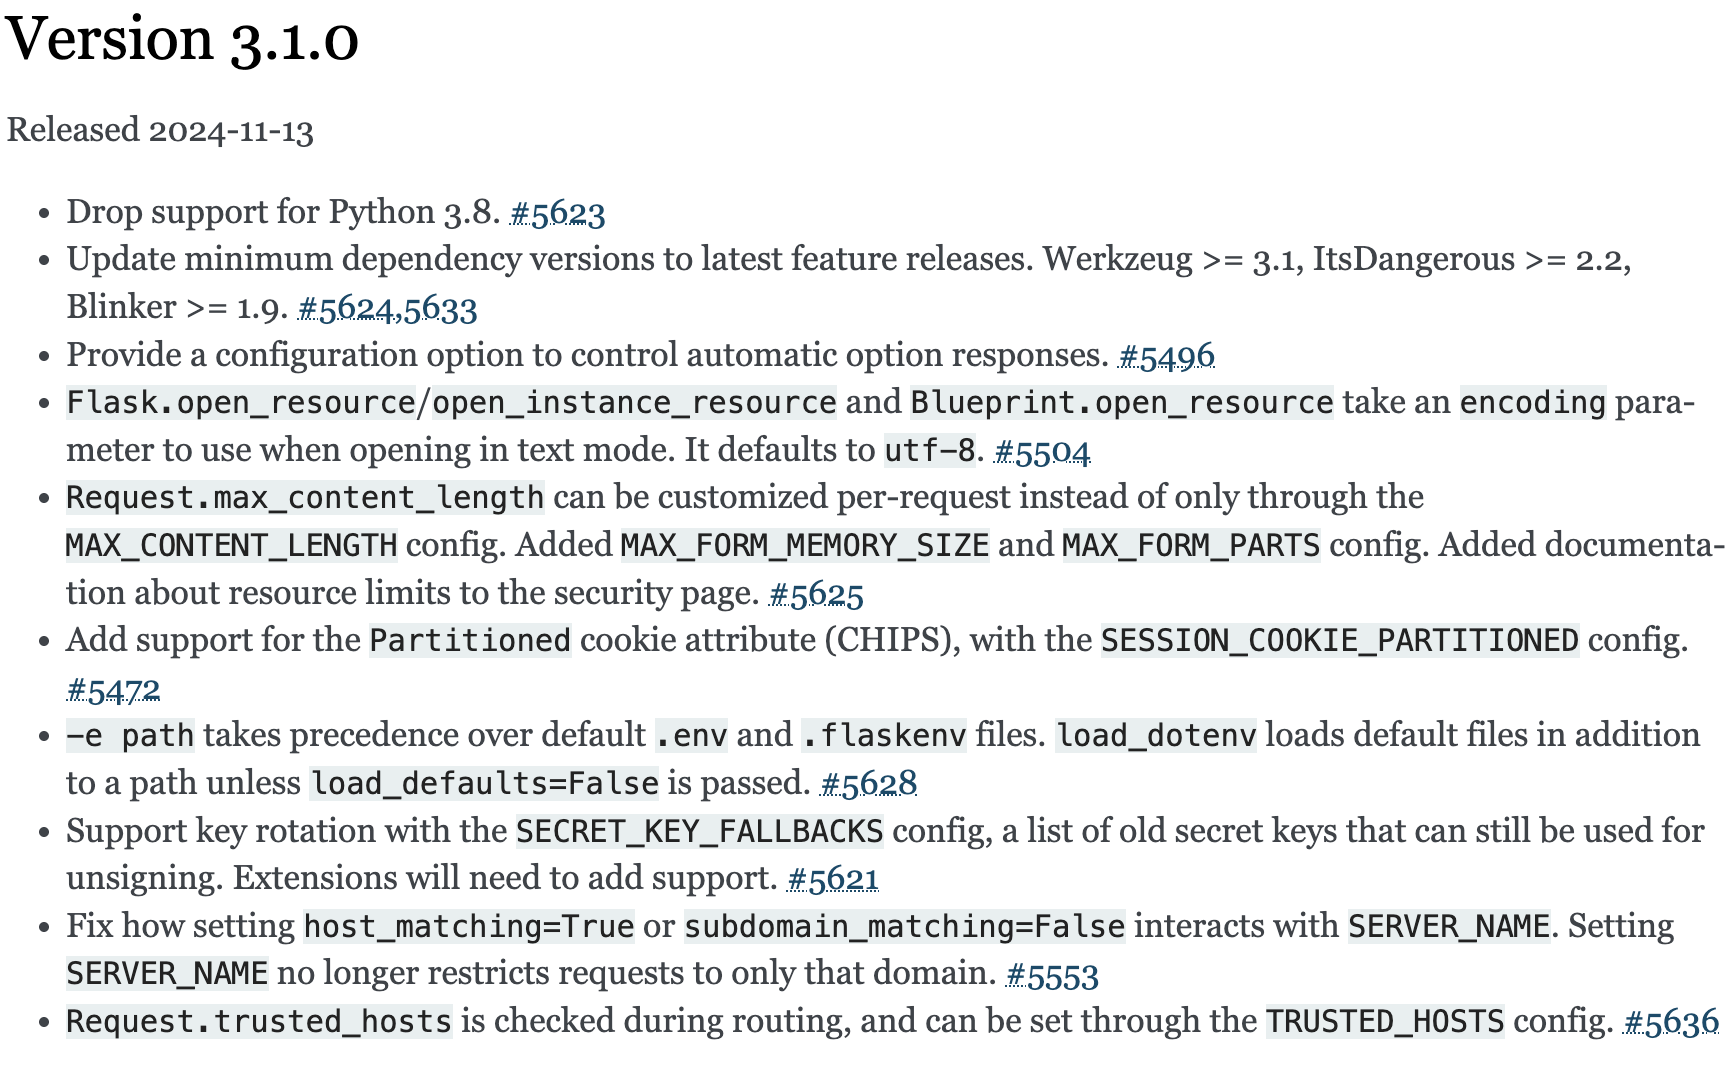 Version 3.1.0
Released 2024-11-13
• Drop support for Python 3.8. #5623
• Update minimum dependency versions to latest feature releases. Werkzeug >= 3.1, ItsDangerous >= 2.2,
Blinker >= 1.9. #5624,5633
• Provide a configuration option to control automatic option responses. #5496
• Flask.open_resource/open_instance_resource and Blueprint.open_resource take an encoding para-
meter to use when opening in text mode. It defaults to utf-8. #5504
• Request.max_content_length can be customized per-request instead of only through the
MAX_CONTENT_LENGTH config. Added MAX_FORM_MEMORY_SIZE and MAX_FORM_PARTS config. Added documenta-
tion about resource limits to the security page. #5625
• Add support for the Partitioned cookie attribute (CHIPS), with the SESSION_COOKIE_PARTITIONED config.
#5472
• -e path takes precedence over default .env and .flaskenv files. load_dotenv loads default files in addition
to a path unless load_defaults=False is passed. #5628
• Support key rotation with the SECRET_KEY_FALLBACKS config, a list of old secret keys that can still be used for
unsigning. Extensions will need to add support. #5621
• Fix how setting host_matching=True or subdomain_matching=False interacts with SERVER_NAME. Setting
SERVER_NAME no longer restricts requests to only that domain. #5553
• Request.trusted_hosts is checked during routing, and can be set through the TRUSTED_HOSTS config. #5636